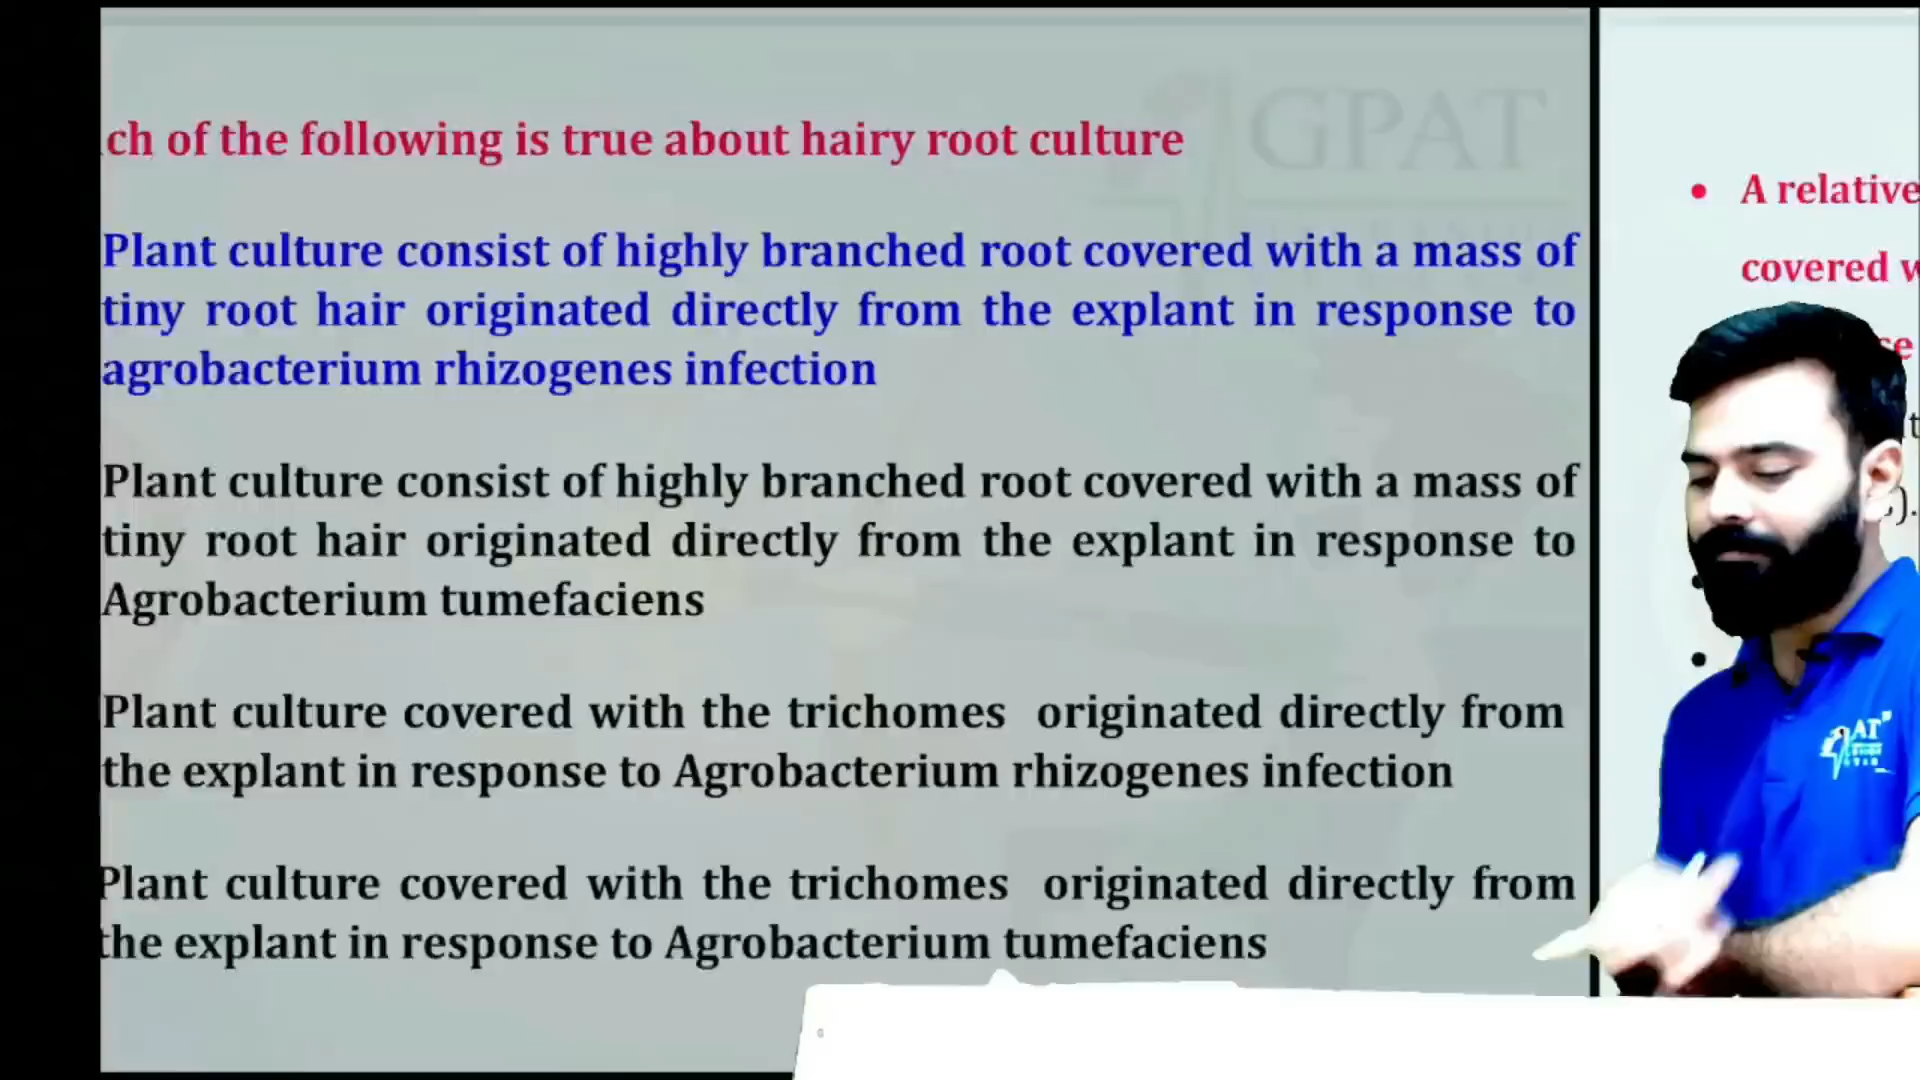 ch of the following is true about hairy root culture
Plant culture consist of highly branched root covered with a mass of
tiny root hair originated directly from the explant in response to
agrobacterium rhizogenes infection
Plant culture consist of highly branched root covered with a mass of
tiny root hair originated directly from the explant in response to
Agrobacterium tumefaciens
Plant culture covered with the trichomes originated directly from
the explant in response to Agrobacterium rhizogenes infection
Plant culture covered with the trichomes originated directly from
the explant in response to Agrobacterium tumefaciens
GPAT
• A relative
covered w